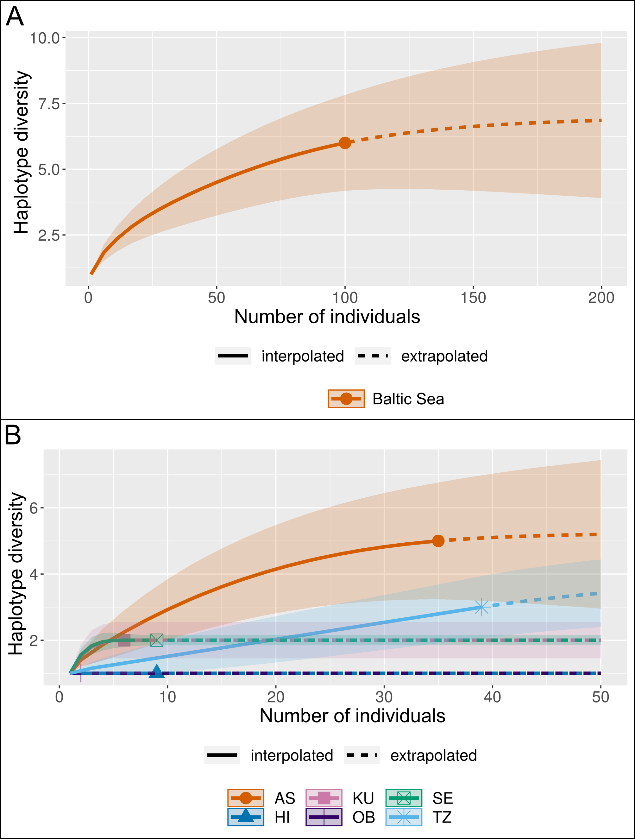 A
10.0
7.5
5.0
2.5
Haplotype diversity
0 50 100 150 200
Number of individuals
interpolated extrapolated
Baltic Sea
B
6
4
2
Haplotype diversity
0 10 20 30 40 50
Number of individuals
interpolated extrapolated
AS KU SE
HI OB TZ